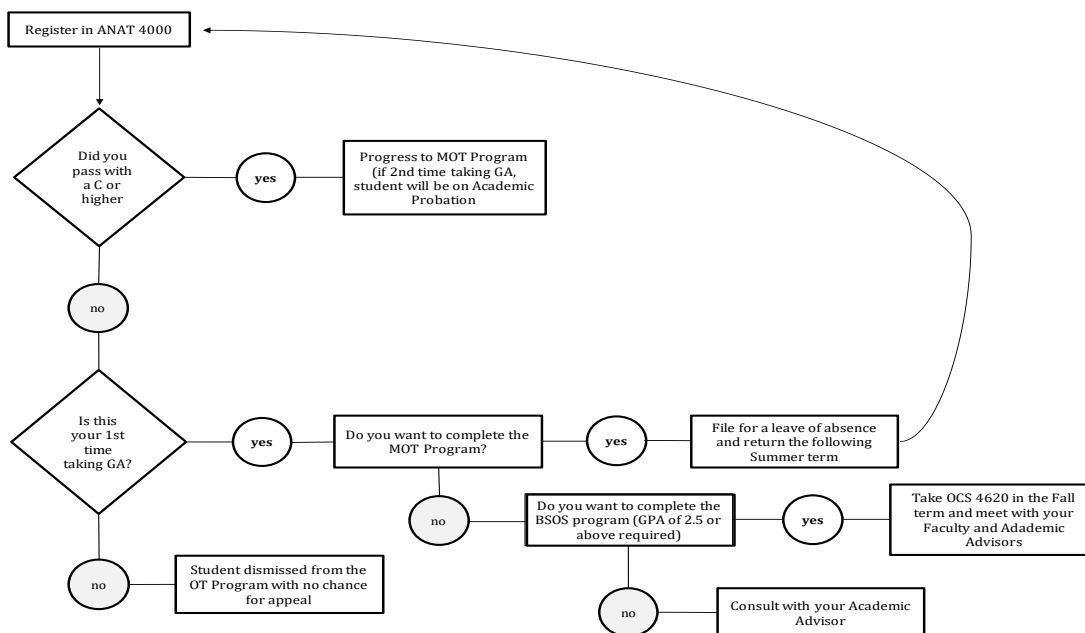 Register in ANAT 4000
Did you
pass with
a C or
higher
yes
Progress to MOT Program
(if 2nd time taking GA,
student will be on Academic
Probation
no
Is this
your 1st
time
taking GA?
yes
Do you want to complete the
MOT Program?
yes
File for a leave of absence
and return the following
Summer term
no
Do you want to complete the
BSOS program (GPA of 2.5 or
above required)
yes
Take OCS 4620 in the Fall
term and meet with your
Faculty and Adademic
Advisors
no
Student dismissed from the
OT Program with no chance
for appeal
no
Consult with your Academic
Advisor